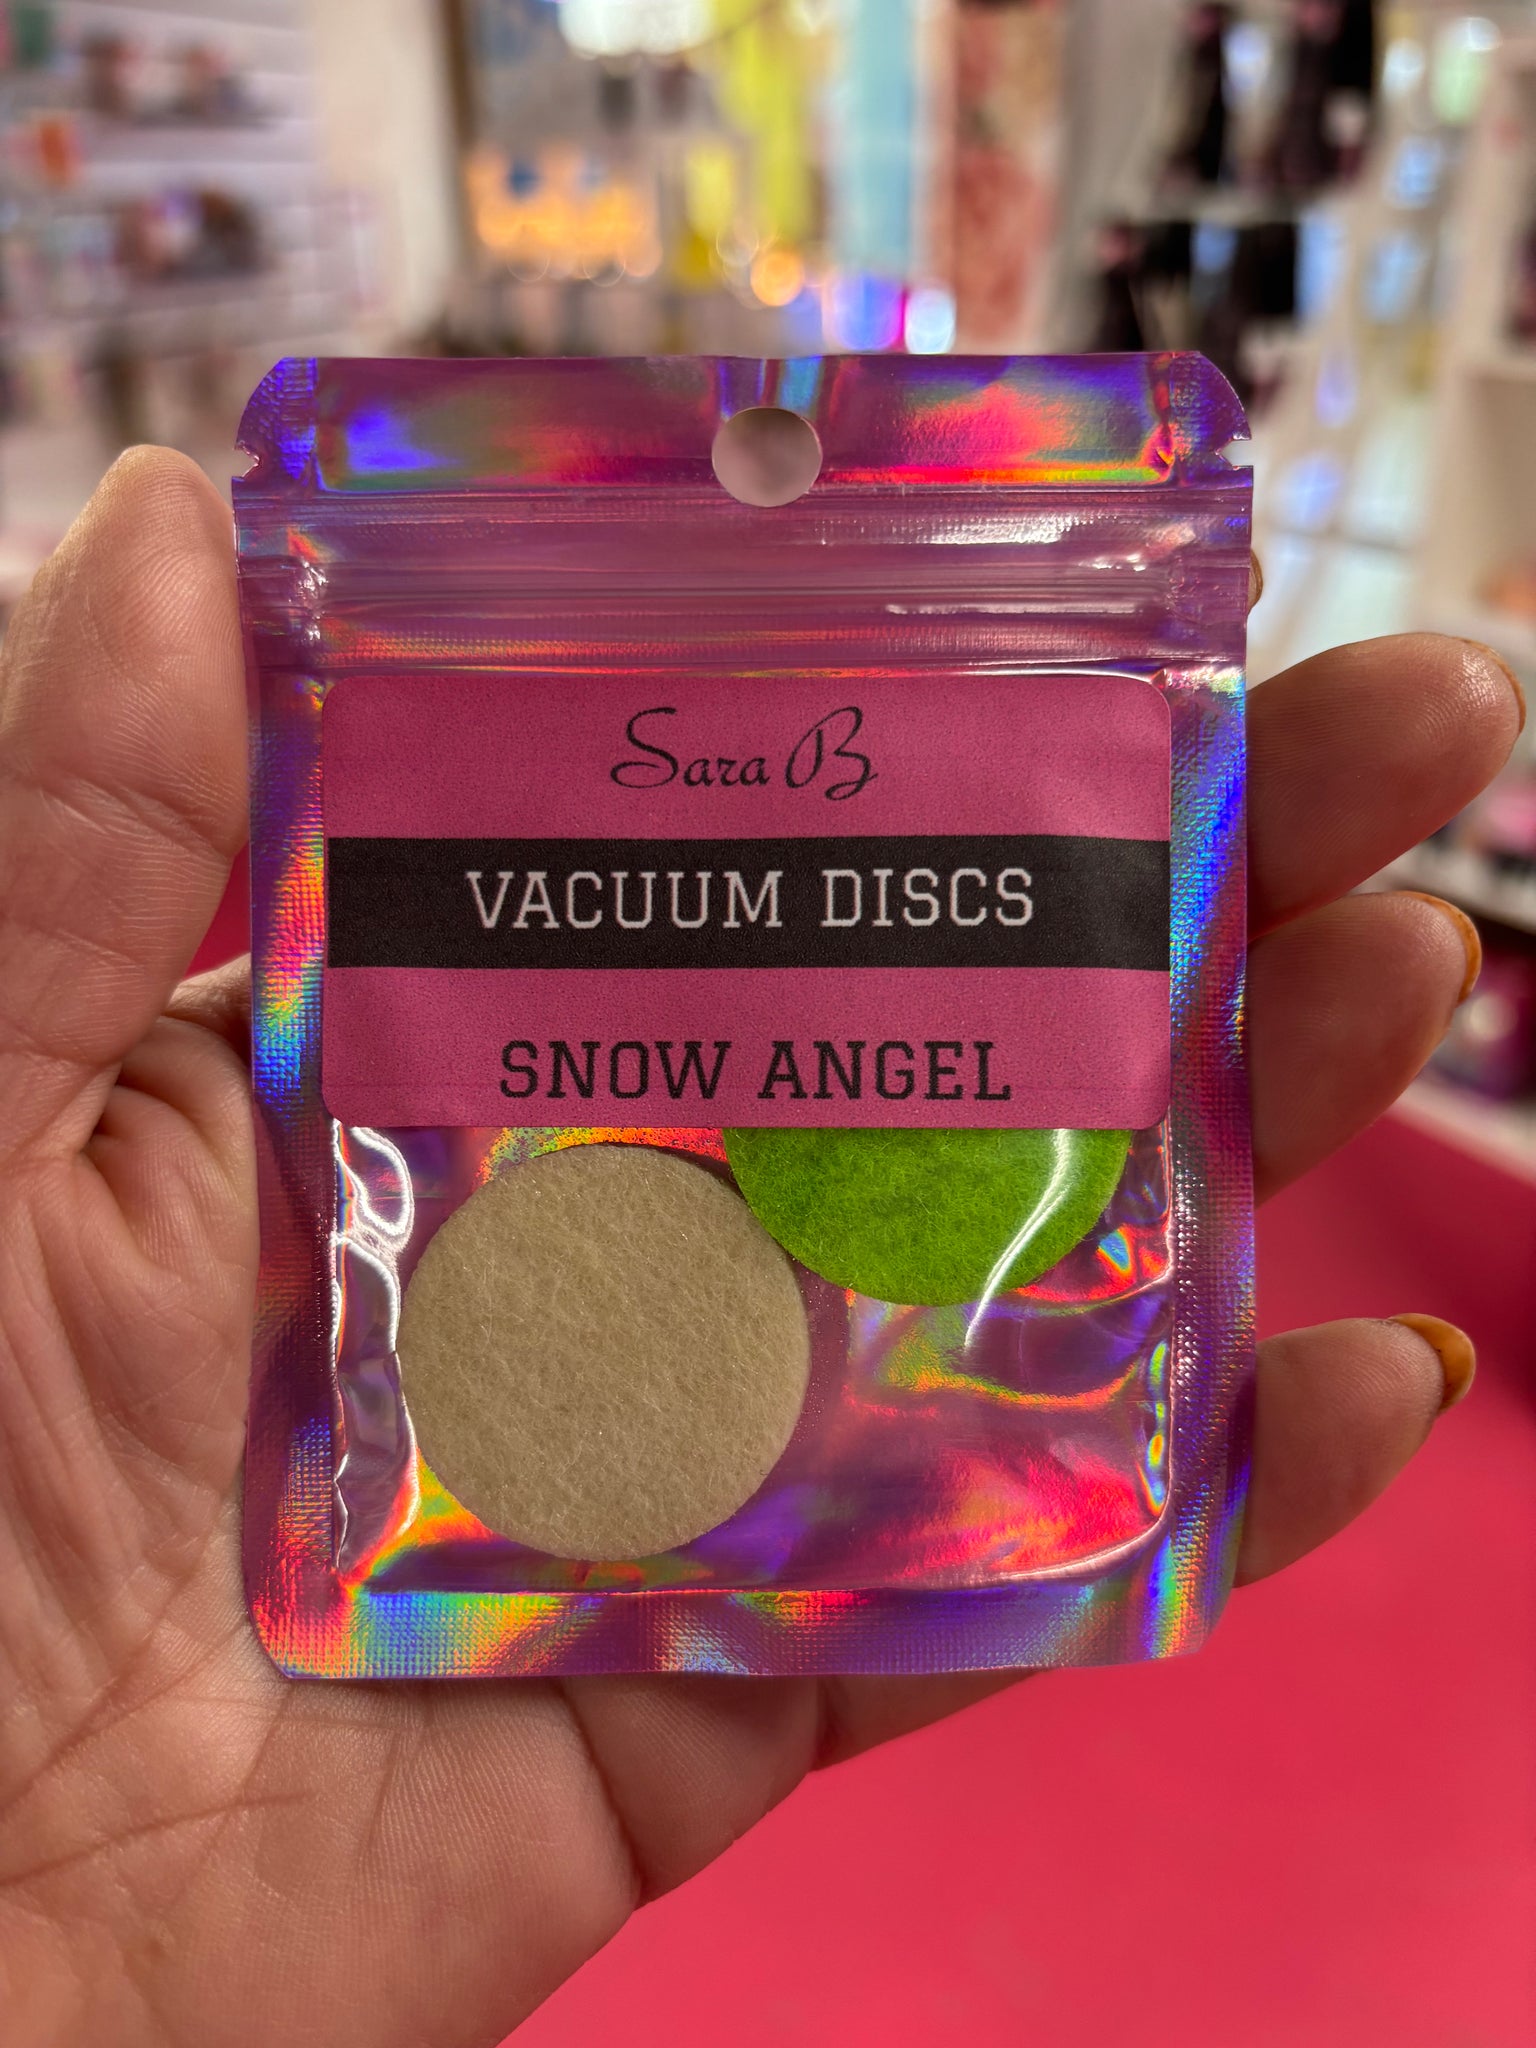 Sara B
VACUUM DISCS
SNOW ANGEL